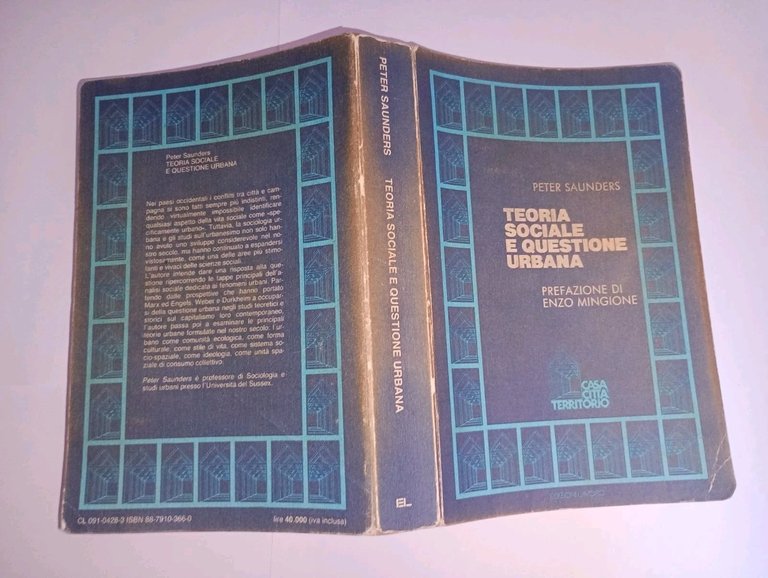 Peter Saunders
TEORIA SOCIALE
E QUESTIONE URBANA
Nei paesi occidentali i confini tra città e cam-
pagna si sono fatti sempre più indistinti, ren-
dendo virtualmente impossibile identificare
qualsiasi aspetto della vita sociale come «spe-
cificamente urbano». Tuttavia, la sociologia ur-
bana e gli studi sull'urbanesimo non solo han-
no avuto uno sviluppo considerevole nel no-
stro secolo, ma hanno continuato a espandersi
vistosamente, come una delle aree più stimo-
lanti e vivaci delle scienze sociali.
L'autore intende dare una risposta alla que-
stione ripercorrendo le tappe principali dell'a-
nalisi sociale dedicata ai fenomeni urbani. Par-
tendo dalle prospettive che hanno portato
Marx ed Engels, Weber e Durkheim a occupar-
si della questione urbana negli studi teoretici e
storici sul capitalismo loro contemporaneo,
l'autore passa poi a esaminare le principali
teorie urbane formulate nel nostro secolo: l'ur-
bano come comunità ecologica, come forma
culturale, come stile di vita, come sistema so-
cio-spaziale, come ideologia, come unità spa-
ziale di consumo collettivo.
Peter Saunders è professore di Sociologia e
studi urbani presso l'Università del Sussex.
CL 091-0428-3 ISBN 88-7910-366-0
lire 40.000 (iva inclusa)
PETER SAUNDERS TEORIA SOCIALE E QUESTIONE URBANA
EL
PETER SAUNDERS
TEORIA
SOCIALE
E QUESTIONE
URBANA
PREFAZIONE DI
ENZO MINGIONE
CASA
CITTÀ
TERRITORIO
EDIZIONI LAVORO